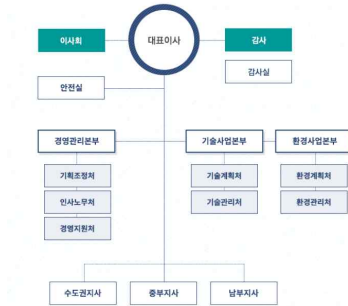 이사회
대표이사
감사
감사실
안전실
경영관리본부
기술사업본부
환경사업본부
기획조정처
기술계획처
환경계획처
인사노무처
기술관리처
환경관리처
경영지원처
수도권지사
중부지사
남부지사